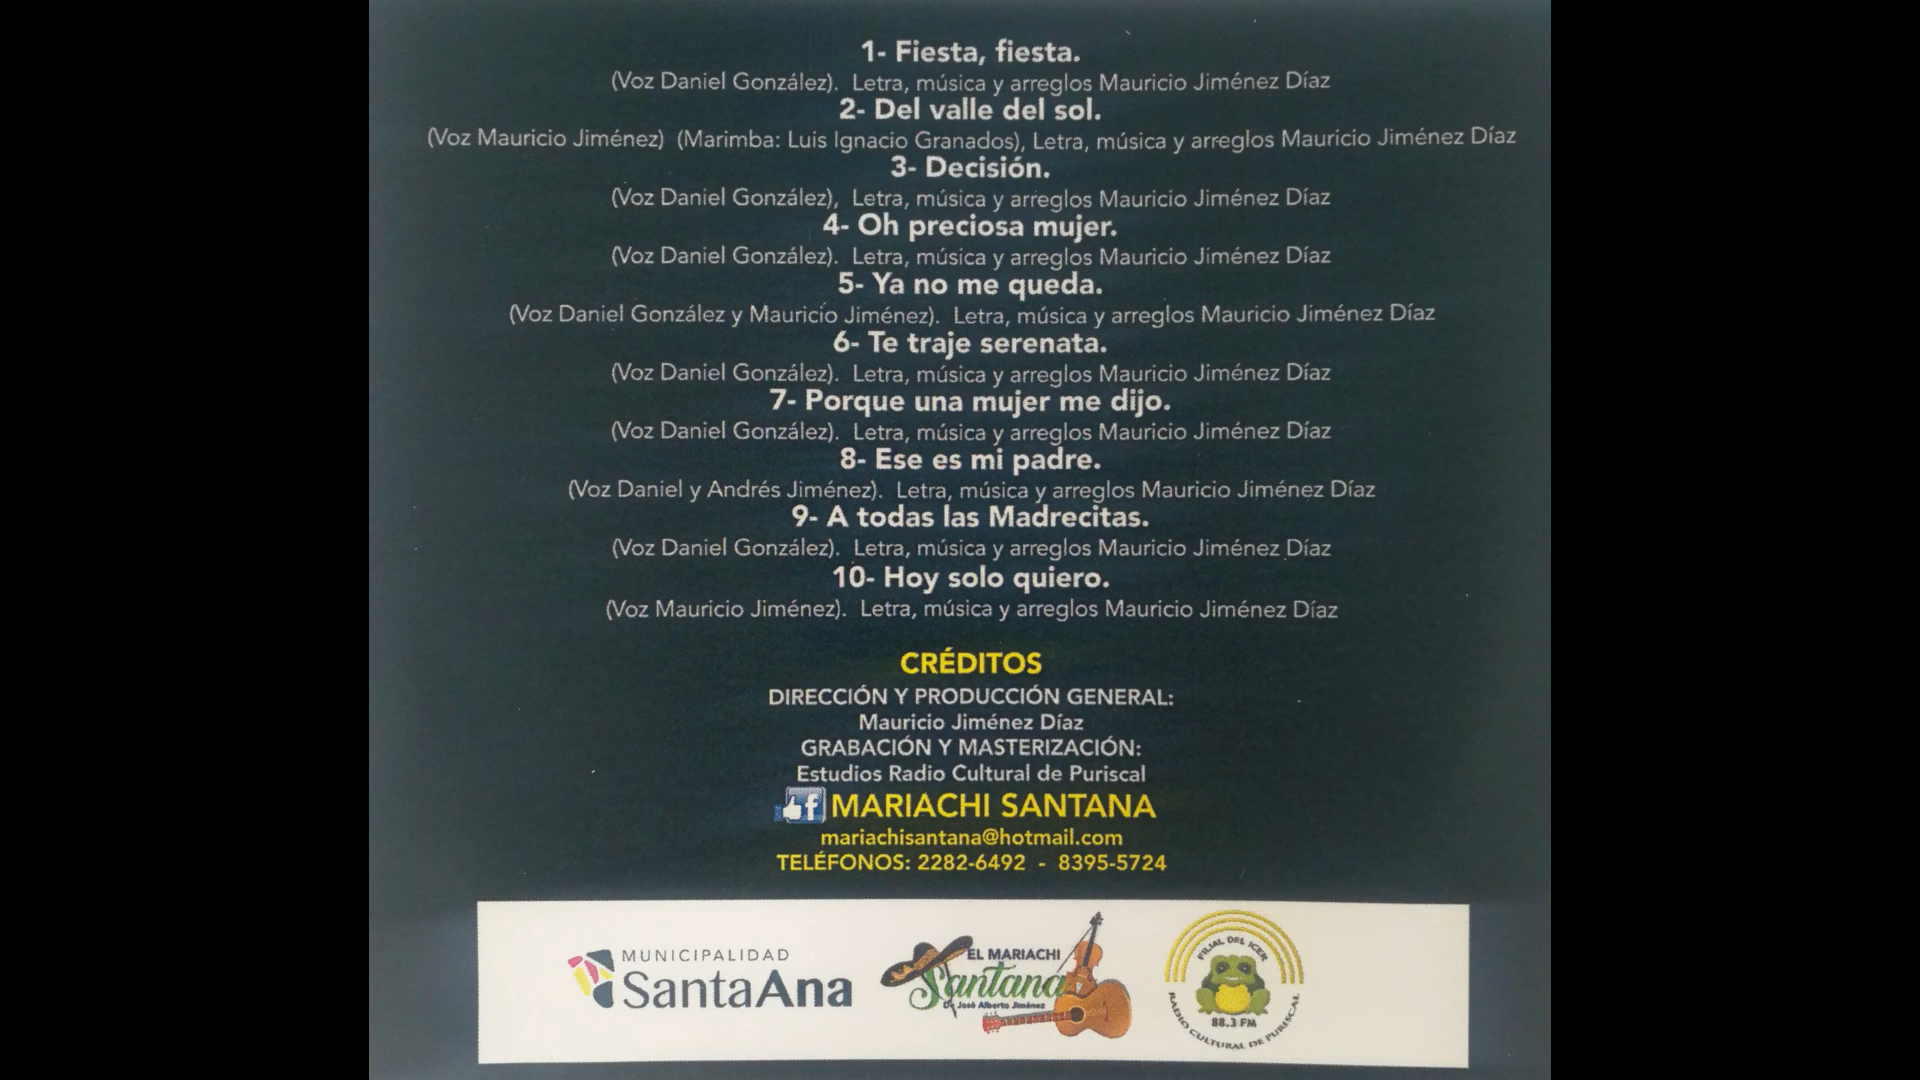 1- Fiesta, fiesta.
(Voz Daniel González).  Letra, música y arreglos Mauricio Jiménez Díaz
2- Del valle del sol.
(Voz Mauricio Jiménez)  (Marimba: Luis Ignacio Granados), Letra, música y arreglos Mauricio Jiménez Díaz
3- Decisión.
(Voz Daniel González),  Letra, música y arreglos Mauricio Jiménez Díaz
4- Oh preciosa mujer.
(Voz Daniel González).  Letra, música y arreglos Mauricio Jiménez Díaz
5- Ya no me queda.
(Voz Daniel González y Mauricio Jiménez).  Letra, música y arreglos Mauricio Jiménez Díaz
6- Te traje serenata.
(Voz Daniel González).  Letra, música y arreglos Mauricio Jiménez Díaz
7- Porque una mujer me dijo.
(Voz Daniel González).  Letra, música y arreglos Mauricio Jiménez Díaz
8- Ese es mi padre.
(Voz Daniel y Andrés Jiménez).  Letra, música y arreglos Mauricio Jiménez Díaz
9- A todas las Madrecitas.
(Voz Daniel González).  Letra, música y arreglos Mauricio Jiménez Díaz
10- Hoy solo quiero.
(Voz Mauricio Jiménez).  Letra, música y arreglos Mauricio Jiménez Díaz
CRÉDITOS
DIRECCIÓN Y PRODUCCIÓN GENERAL:
Mauricio Jiménez Díaz
GRABACIÓN Y MASTERIZACIÓN:
Estudios Radio Cultural de Puriscal
f MARIACHI SANTANA
mariachisantana@hotmail.com
TELÉFONOS: 2282-6492  -  8395-5724
MUNICIPALIDAD
SantaAna
EL MARIACHI
Santana
De José Alberto Jiménez
FILIAL DEL ICER
88.3 FM
RADIO CULTURAL DE PURISCAL